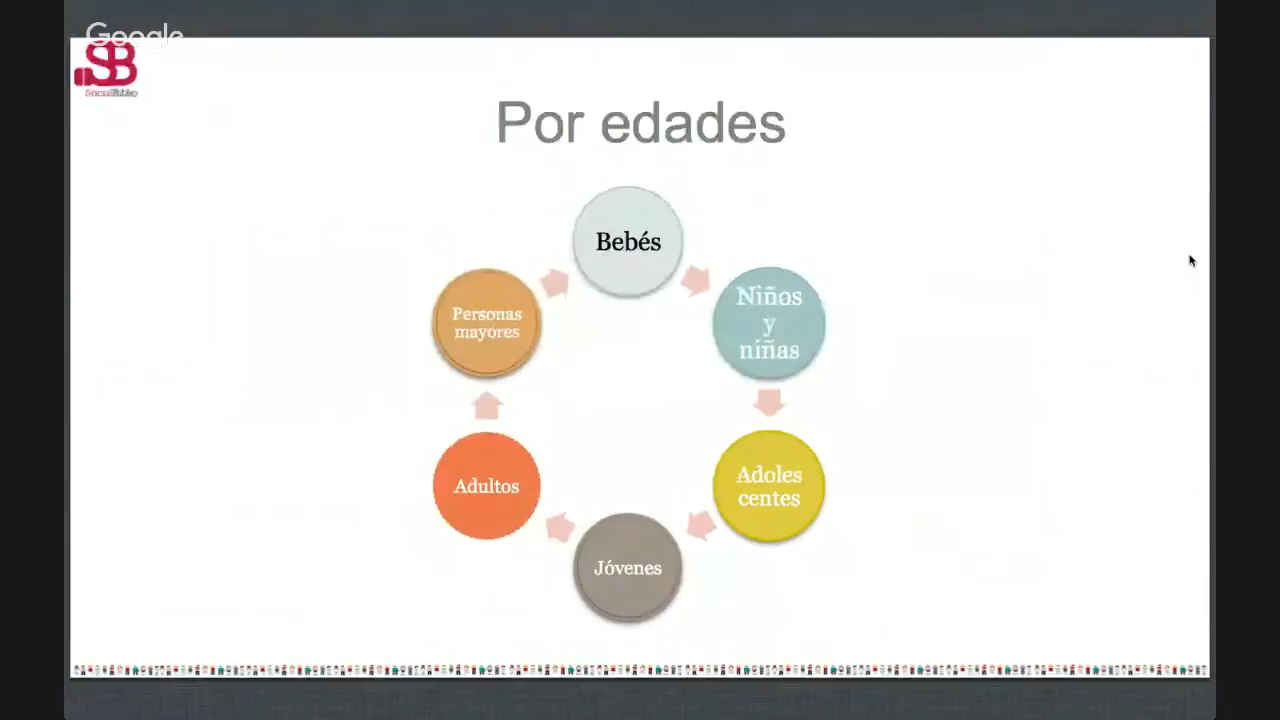 Google
SB
SocialBiblio
Por edades
Bebés
Niños
y
niñas
Adoles
centes
Jóvenes
Adultos
Personas
mayores